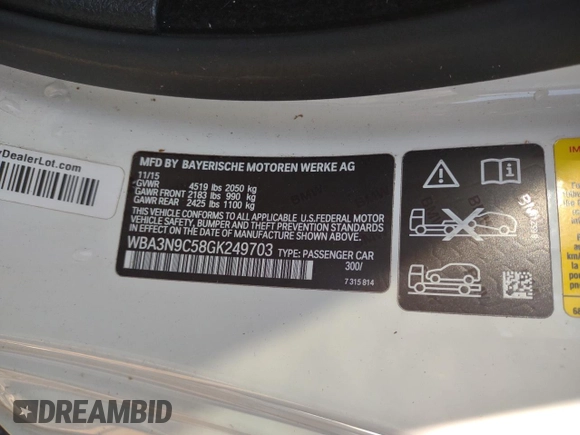 yDealerLot.com
MFD BY BAYERISCHE MOTOREN WERKE AG
11/15
GVWR 4519 lbs 2050 kg
GAWR FRONT 2183 lbs 990 kg
GAWR REAR 2425 lbs 1100 kg
THIS VEHICLE CONFORMS TO ALL APPLICABLE U.S. FEDERAL MOTOR
VEHICLE SAFETY, BUMPER, AND THEFT PREVENTION STANDARDS
IN EFFECT ON THE DATE OF MANUFACTURE SHOWN ABOVE.
WBA3N9C58GK249703 TYPE: PASSENGER CAR
300/
7 315 814
DREAMBID